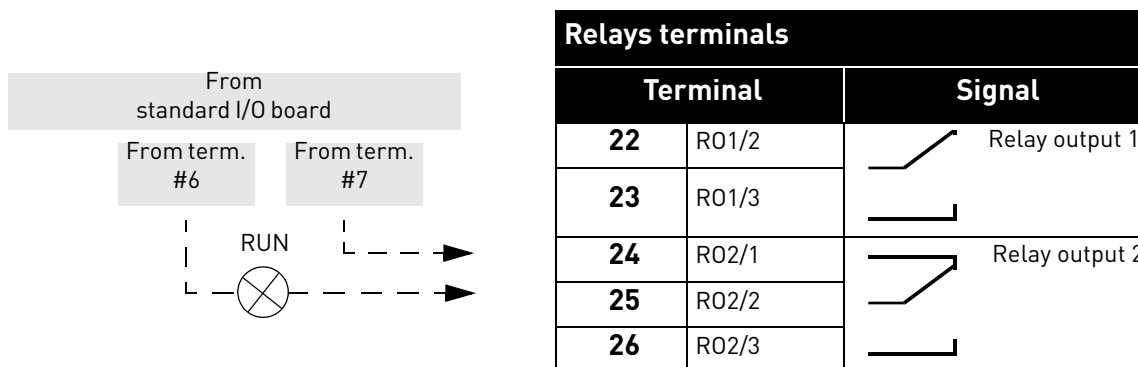 From
standard I/O board
From term.
#6
From term.
#7
RUN
Relays terminals
Terminal
Signal
22 RO1/2 Relay output 1
23 RO1/3
24 RO2/1 Relay output 2
25 RO2/2
26 RO2/3